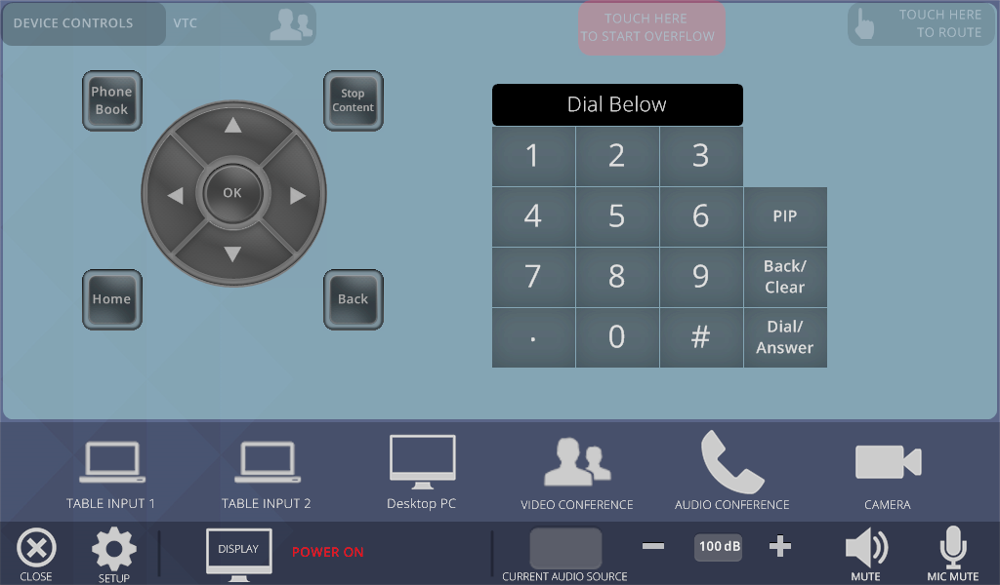 DEVICE CONTROLS
VTC
TOUCH HERE
TO START OVERFLOW
TOUCH HERE
TO ROUTE
Phone
Book
Stop
Content
OK
Home
Back
Dial Below
1 2 3
4 5 6 PIP
7 8 9 Back/
Clear
. 0 # Dial/
Answer
TABLE INPUT 1
TABLE INPUT 2
Desktop PC
VIDEO CONFERENCE
AUDIO CONFERENCE
CAMERA
CLOSE
SETUP
DISPLAY
POWER ON
CURRENT AUDIO SOURCE
100 dB
MUTE
MIC MUTE